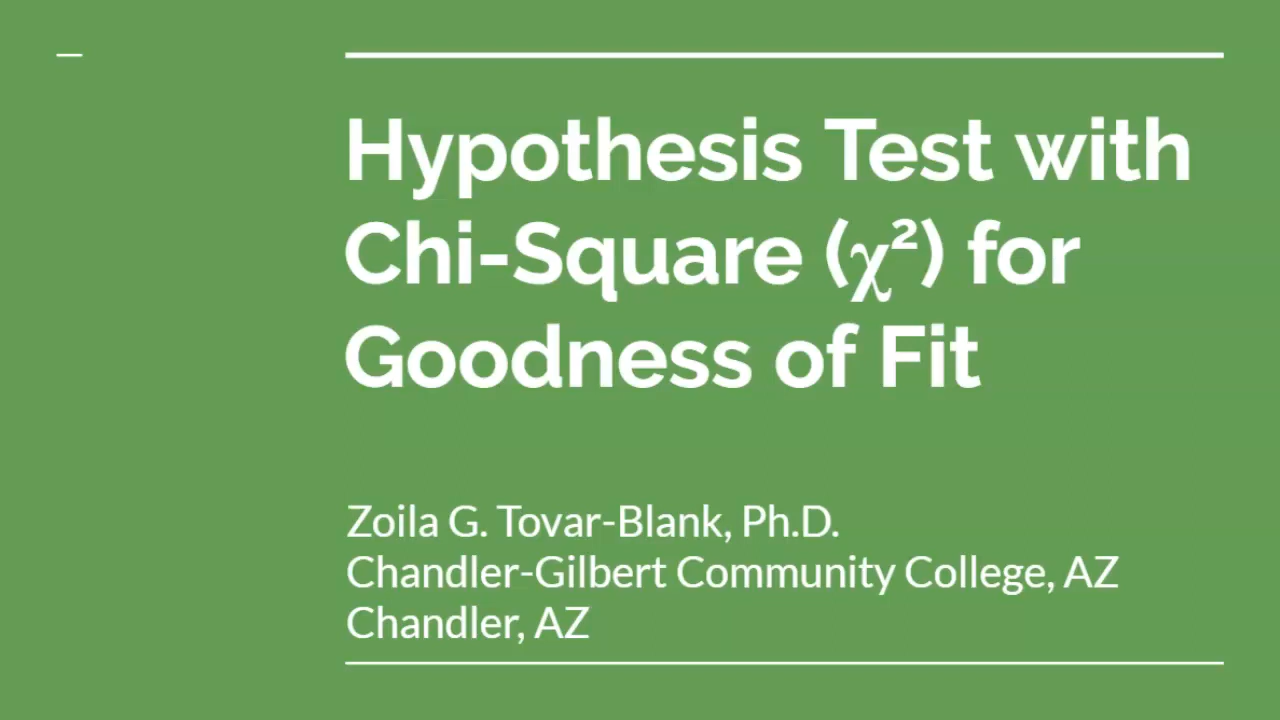 Hypothesis Test with
Chi-Square (χ²) for
Goodness of Fit
Zoila G. Tovar-Blank, Ph.D.
Chandler-Gilbert Community College, AZ
Chandler, AZ